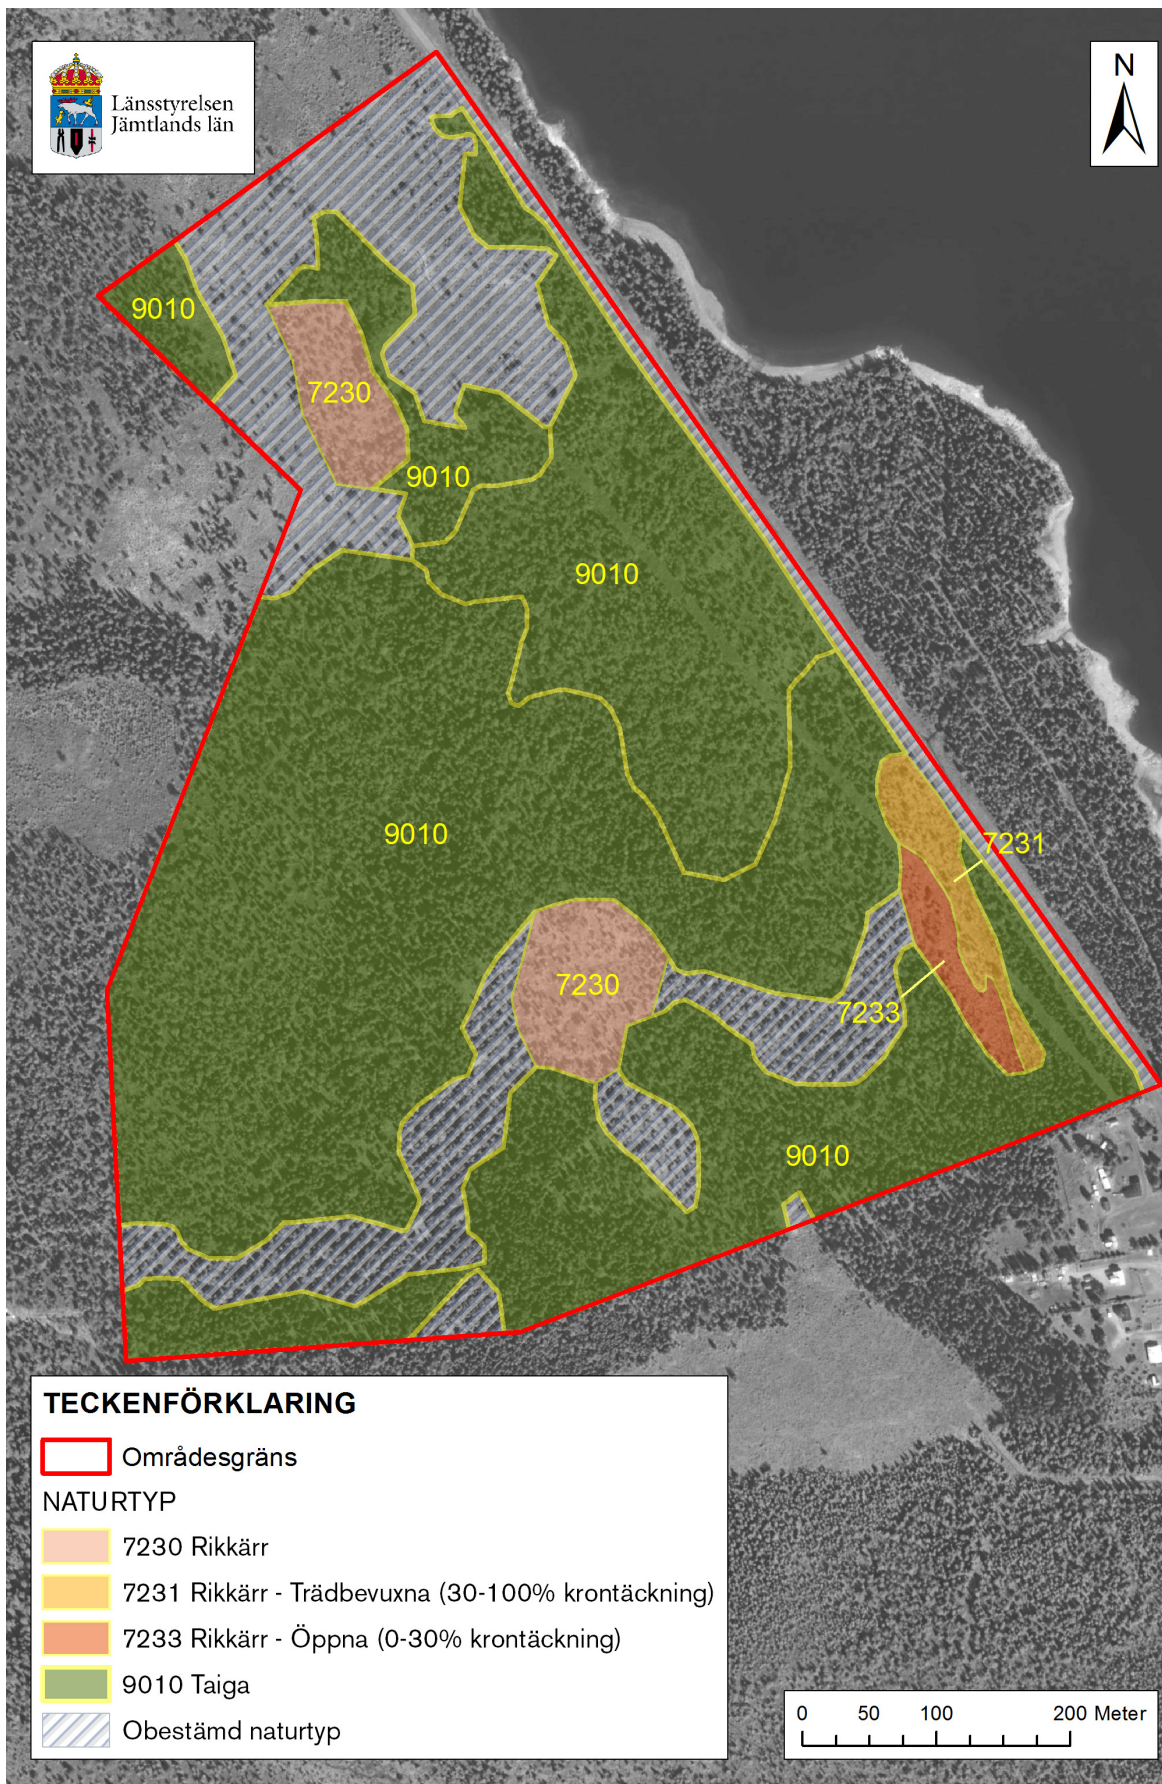 Länsstyrelsen
Jämtlands län
N
9010
7230
9010
9010
9010
7231
7230
7233
9010
TECKENFÖRKLARING
Områdesgräns
NATURTYP
7230 Rikkärr
7231 Rikkärr - Trädbevuxna (30-100% krontäckning)
7233 Rikkärr - Öppna (0-30% krontäckning)
9010 Taiga
Obestämd naturtyp
0 50 100 200 Meter